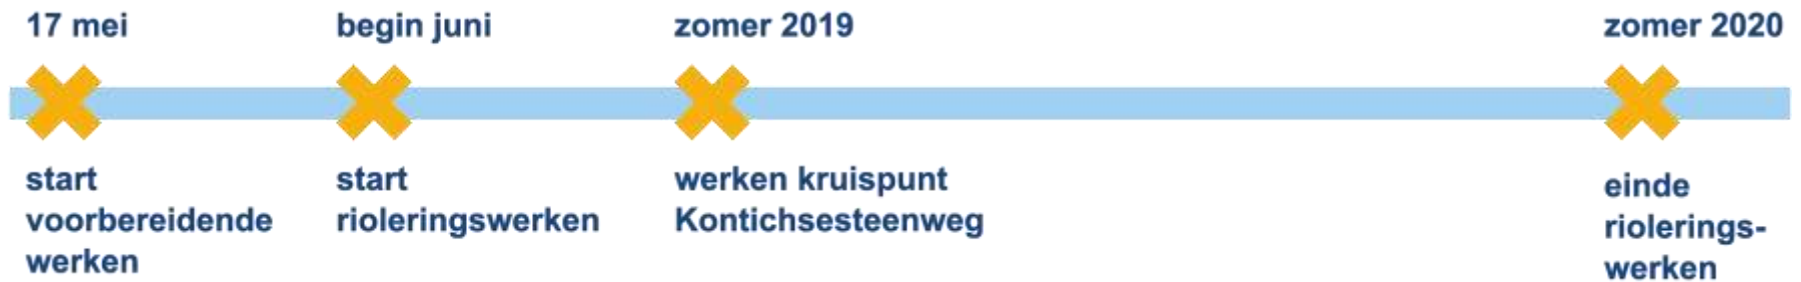 17 mei
begin juni
zomer 2019
zomer 2020
start
voorbereidende
werken
start
rioleringswerken
werken kruispunt
Kontichsesteenweg
einde
riolerings-
werken